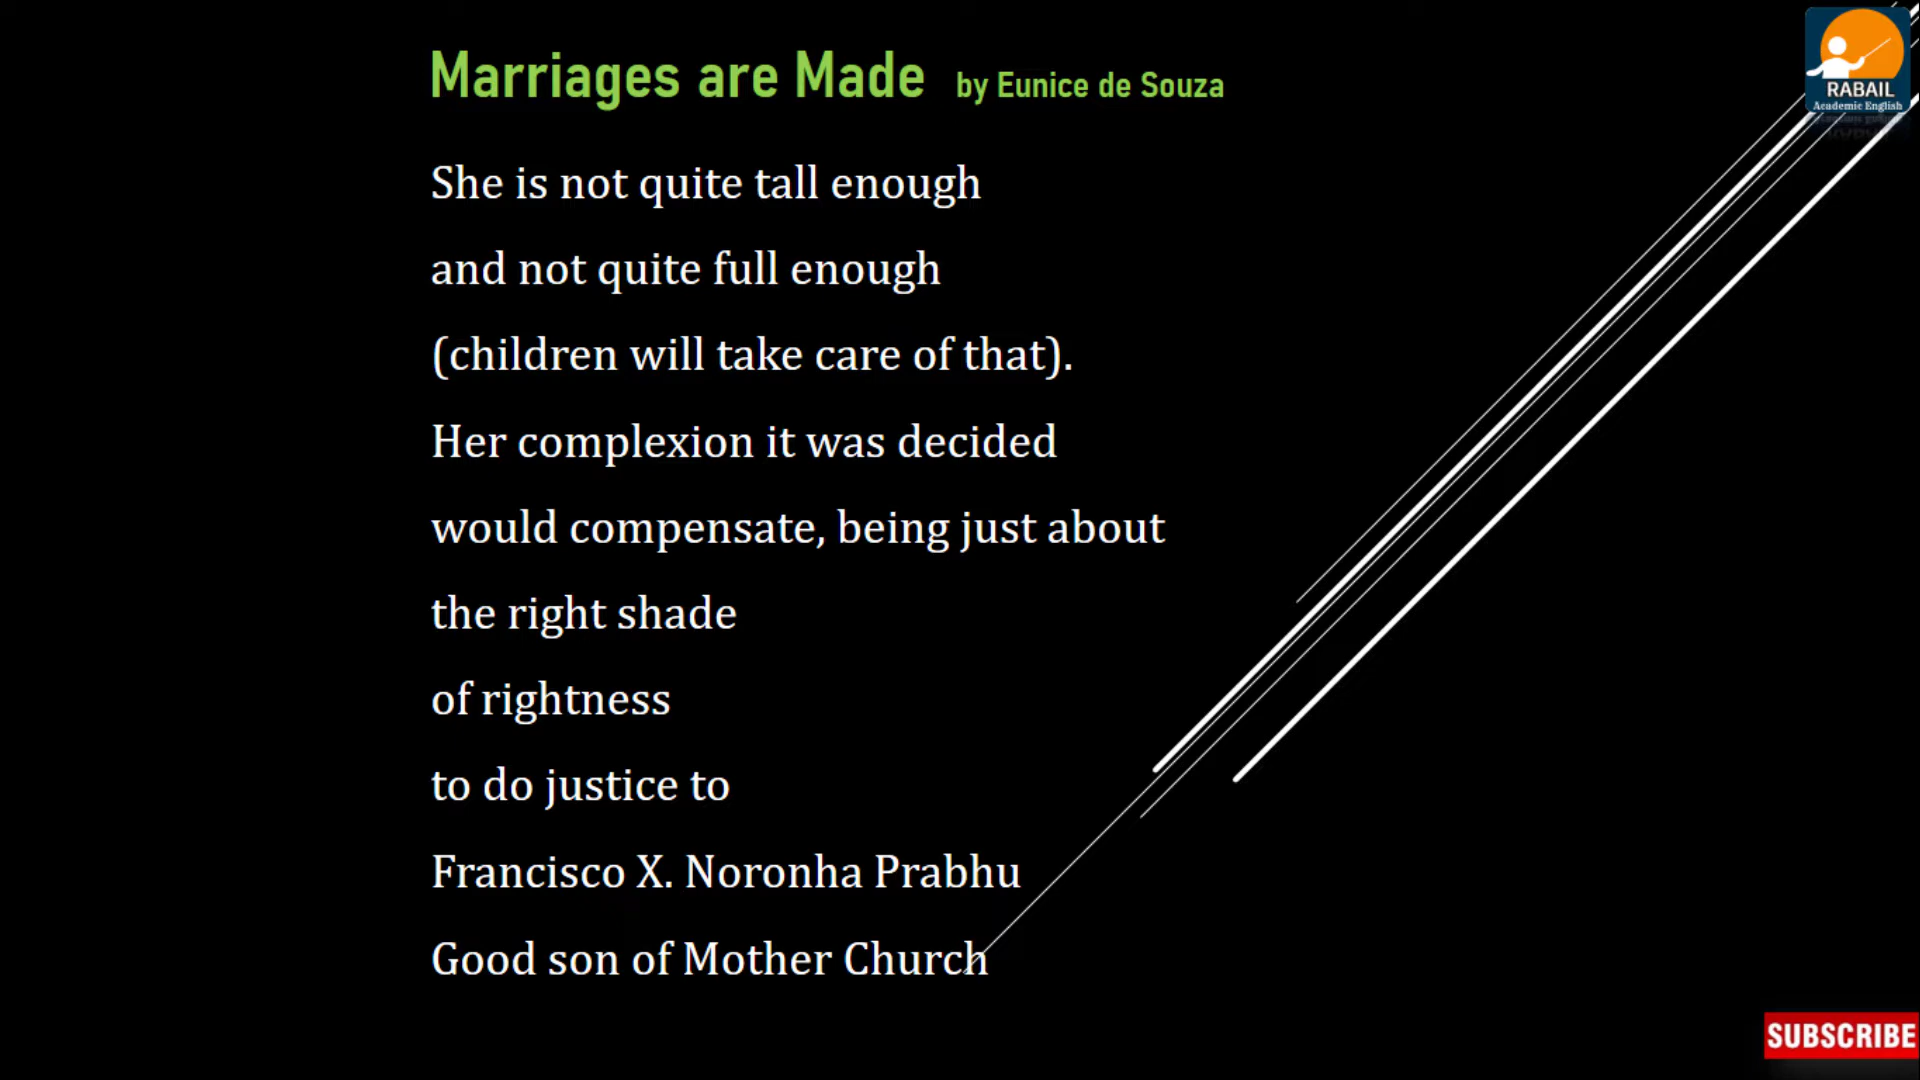 Marriages are Made by Eunice de Souza
She is not quite tall enough
and not quite full enough
(children will take care of that).
Her complexion it was decided
would compensate, being just about
the right shade
of rightness
to do justice to
Francisco X. Noronha Prabhu
Good son of Mother Church
RABAIL
Academic English
SUBSCRIBE